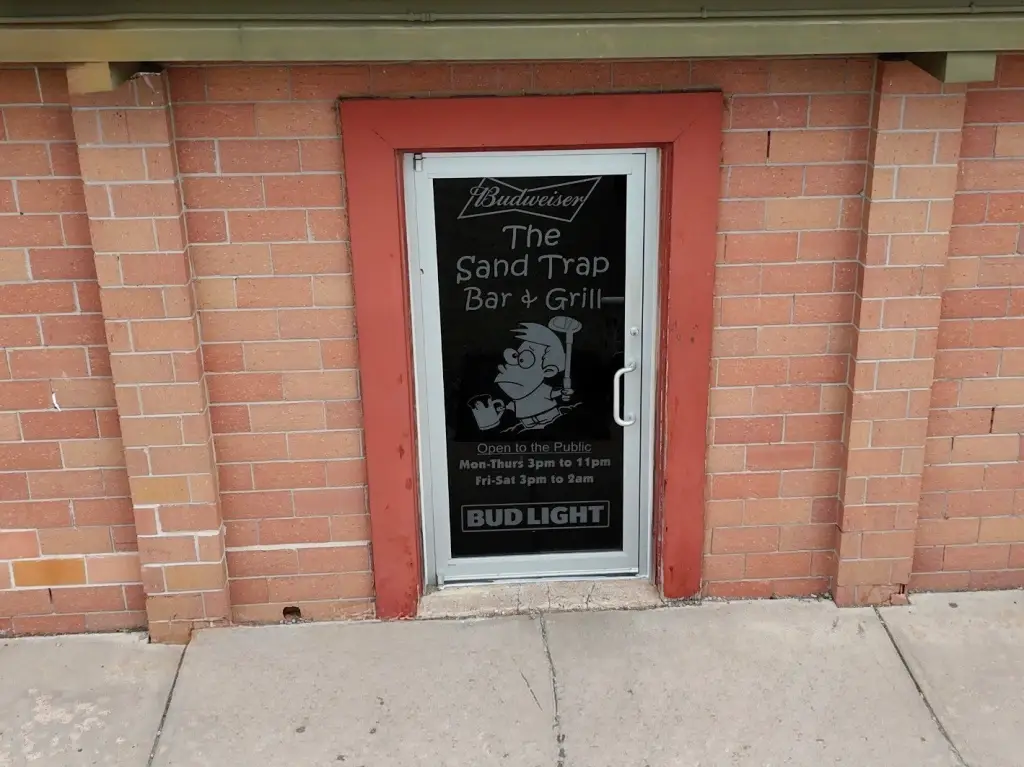 Budweiser
The
Sand Trap
Bar & Grill
Open to the Public
Mon-Thurs 3pm to 11pm
Fri-Sat 3pm to 2am
BUD LIGHT